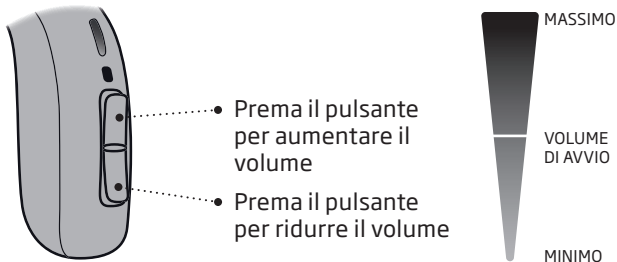 Prema il pulsante
per aumentare il
volume
Prema il pulsante
per ridurre il volume
MASSIMO
VOLUME
DI AVVIO
MINIMO